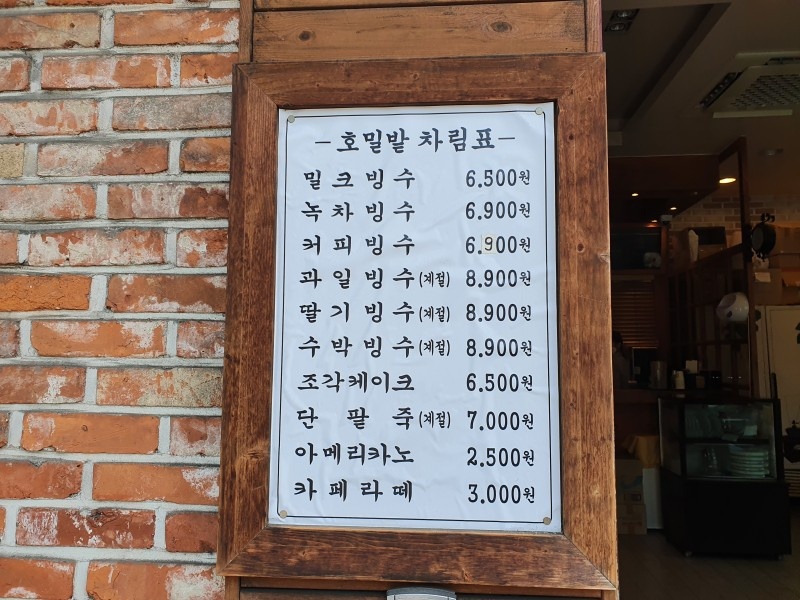 -호밀밭 차림표-
밀크빙수 6.500원
녹차빙수 6.900원
커피빙수 6.900원
과일빙수(계절) 8.900원
딸기빙수(계절) 8.900원
수박빙수(계절) 8.900원
조각케이크 6.500원
단팥죽(계절) 7.000원
아메리카노 2.500원
카페라떼 3.000원